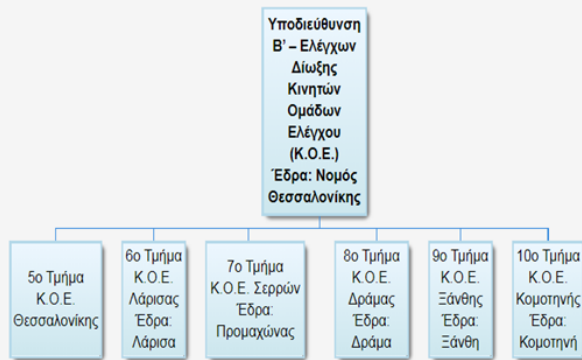 Υποδιεύθυνση
Β' – Ελέγχων
Δίωξης
Κινητών
Ομάδων
Ελέγχου
(Κ.Ο.Ε.)
Έδρα: Νομός
Θεσσαλονίκης
5ο Τμήμα
Κ.Ο.Ε.
Θεσσαλονίκης
6ο Τμήμα
Κ.Ο.Ε.
Λάρισας
Έδρα:
Λάρισα
7ο Τμήμα
Κ.Ο.Ε. Σερρών
Έδρα:
Προμαχώνας
8ο Τμήμα
Κ.Ο.Ε.
Δράμας
Έδρα:
Δράμα
9ο Τμήμα
Κ.Ο.Ε.
Ξάνθης
Έδρα:
Ξάνθη
10ο Τμήμα
Κ.Ο.Ε.
Κομοτηνής
Έδρα:
Κομοτηνή